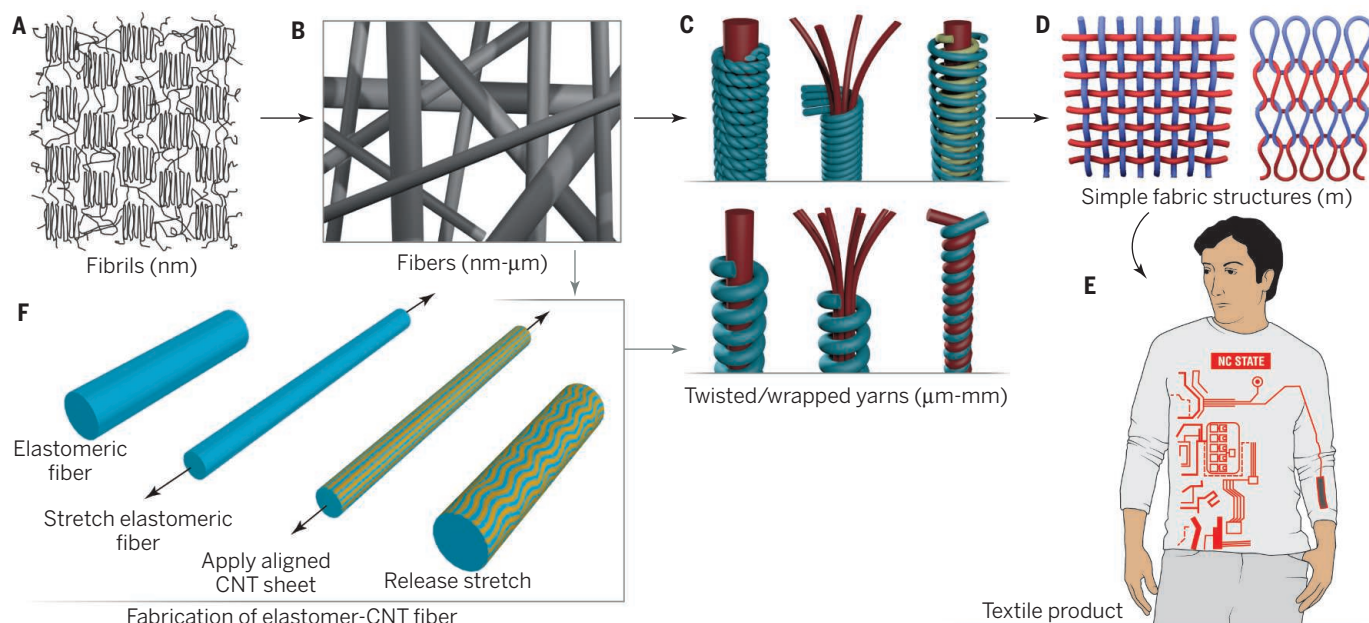 A
B
C
D
Fibrils (nm)
Fibers (nm-μm)
Simple fabric structures (m)
E
NC STATE
F
Elastomeric
fiber
Stretch elastomeric
fiber
Apply aligned
CNT sheet
Release stretch
Fabrication of elastomer-CNT fiber
Twisted/wrapped yarns (μm-mm)
Textile product